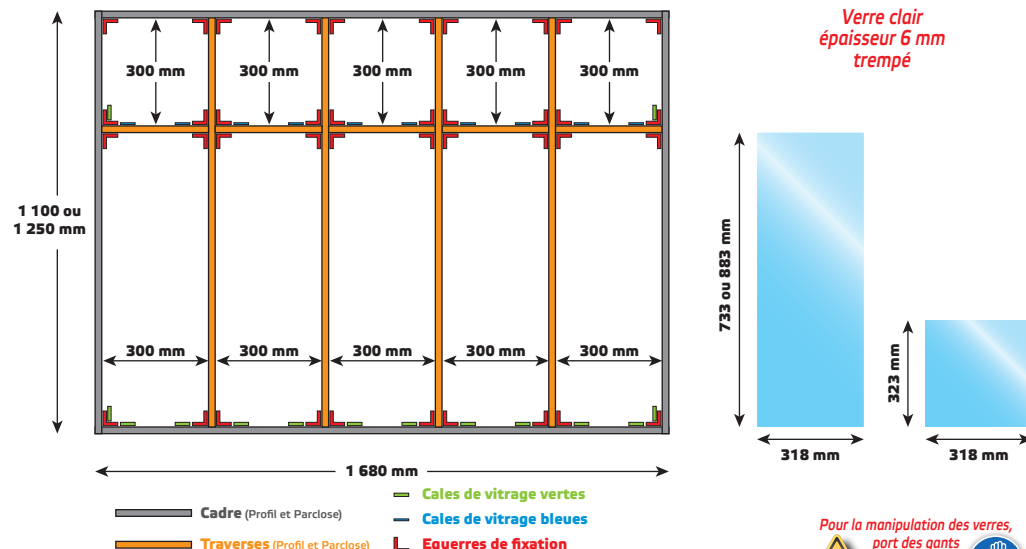 Verre clair
épaisseur 6 mm
trempé
300 mm 300 mm 300 mm 300 mm 300 mm
1 100 ou
1 250 mm
733 ou 883 mm
300 mm 300 mm 300 mm 300 mm 300 mm
323 mm
318 mm 318 mm
1 680 mm
Cadre (Profil et Parclose)
Traverses (Profil et Parclose)
Cales de vitrage vertes
Cales de vitrage bleues
Equerres de fixation
Pour la manipulation des verres,
port des gants